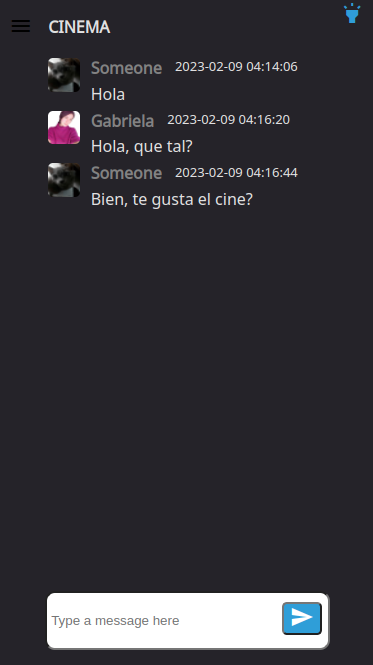 CINEMA
Someone 2023-02-09 04:14:06
Hola
Gabriela 2023-02-09 04:16:20
Hola, que tal?
Someone 2023-02-09 04:16:44
Bien, te gusta el cine?
Type a message here